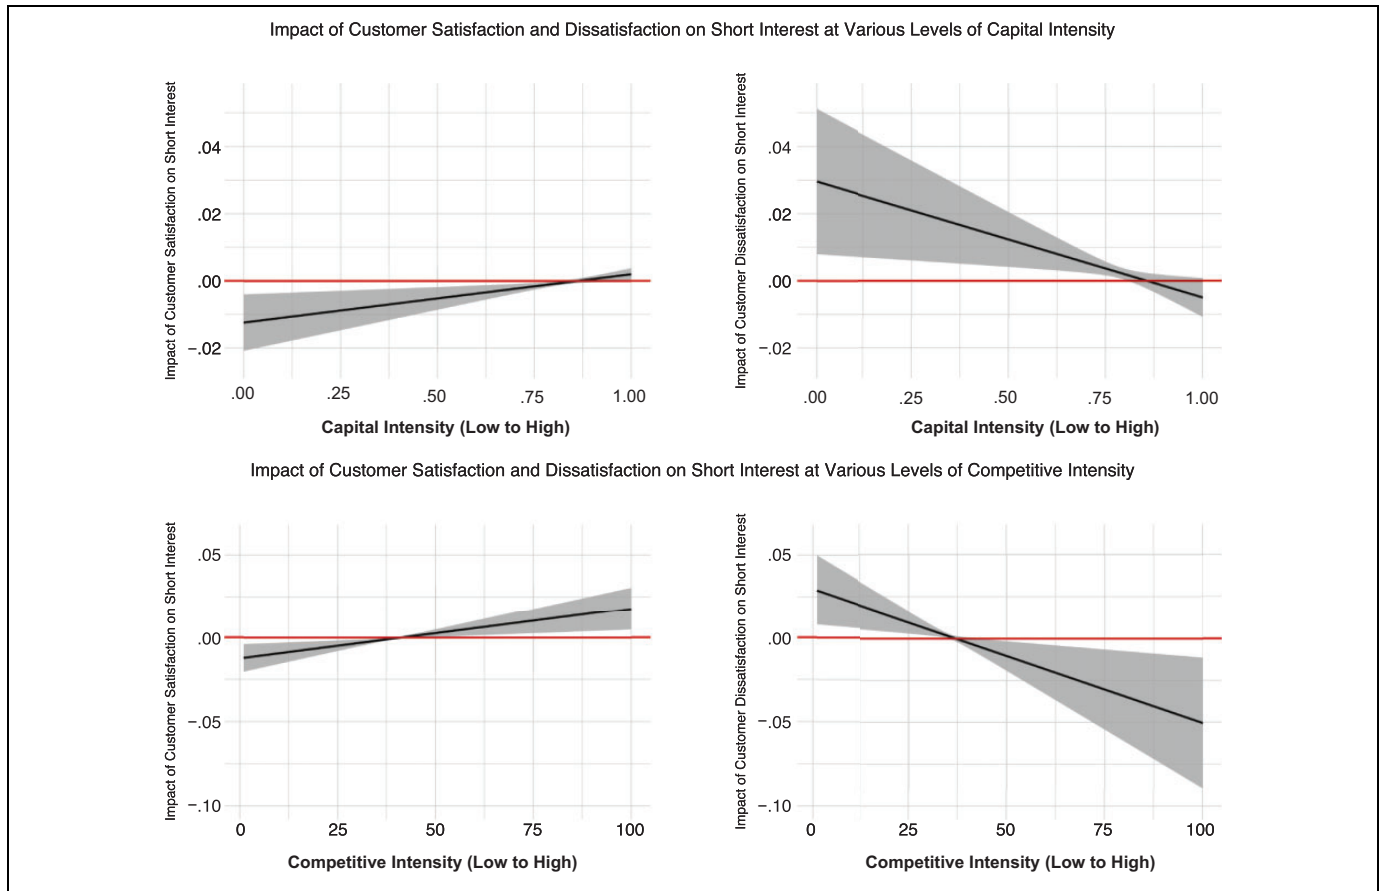 Impact of Customer Satisfaction and Dissatisfaction on Short Interest at Various Levels of Capital Intensity
Impact of Customer Satisfaction on Short Interest
.04
.02
.00
−.02
.00 .25 .50 .75 1.00
Capital Intensity (Low to High)
Impact of Customer Dissatisfaction on Short Interest
.04
.02
.00
−.02
.00 .25 .50 .75 1.00
Capital Intensity (Low to High)
Impact of Customer Satisfaction and Dissatisfaction on Short Interest at Various Levels of Competitive Intensity
Impact of Customer Satisfaction on Short Interest
.05
.00
−.05
−.10
0 25 50 75 100
Competitive Intensity (Low to High)
Impact of Customer Dissatisfaction on Short Interest
.05
.00
−.05
−.10
0 25 50 75 100
Competitive Intensity (Low to High)